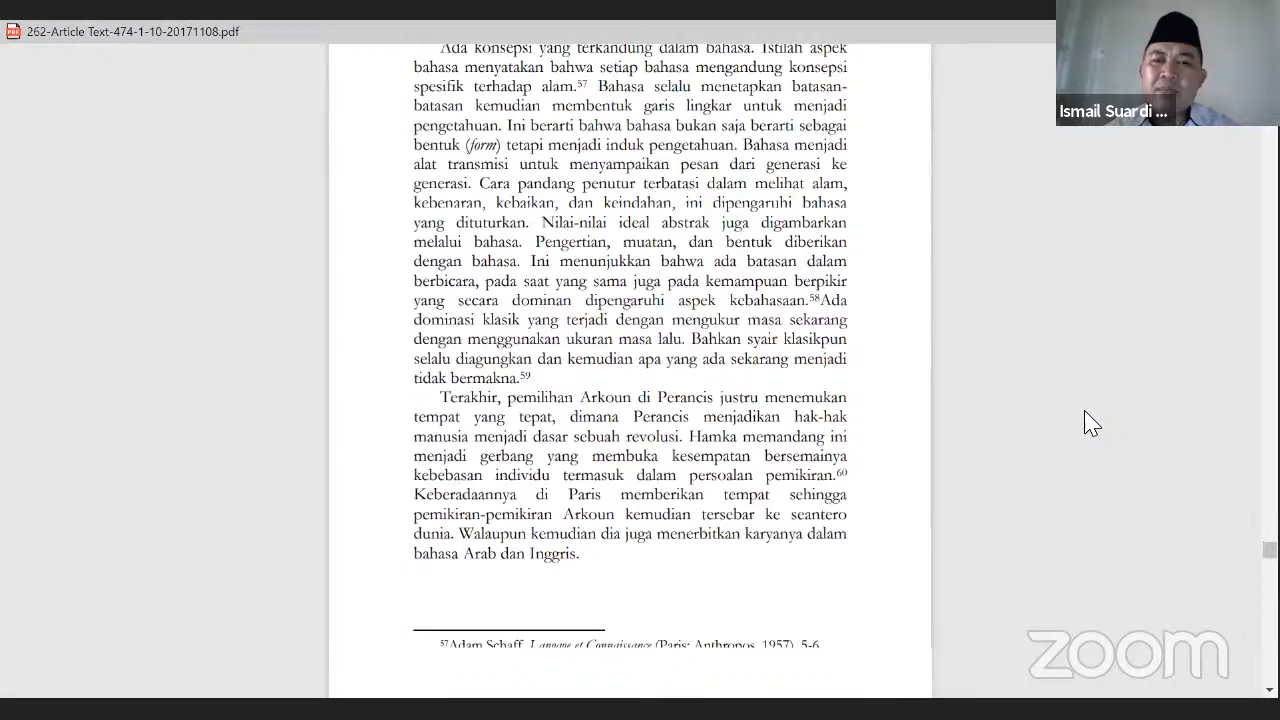 262-Article Text-474-1-10-20171108.pdf
Ismail Suardi ...
Ada konsepsi yang terkandung dalam bahasa. Istilah aspek
bahasa menyatakan bahwa setiap bahasa mengandung konsepsi
spesifik terhadap alam.57 Bahasa selalu menetapkan batasan-
batasan kemudian membentuk garis lingkar untuk menjadi
pengetahuan. Ini berarti bahwa bahasa bukan saja berarti sebagai
bentuk (form) tetapi menjadi induk pengetahuan. Bahasa menjadi
alat transmisi untuk menyampaikan pesan dari generasi ke
generasi. Cara pandang penutur terbatasi dalam melihat alam,
kebenaran, kebaikan, dan keindahan, ini dipengaruhi bahasa
yang dituturkan. Nilai-nilai ideal abstrak juga digambarkan
melalui bahasa. Pengertian, muatan, dan bentuk diberikan
dengan bahasa. Ini menunjukkan bahwa ada batasan dalam
berbicara, pada saat yang sama juga pada kemampuan berpikir
yang secara dominan dipengaruhi aspek kebahasaan.58Ada
dominasi klasik yang terjadi dengan mengukur masa sekarang
dengan menggunakan ukuran masa lalu. Bahkan syair klasikpun
selalu diagungkan dan kemudian apa yang ada sekarang menjadi
tidak bermakna.59
Terakhir, pemilihan Arkoun di Perancis justru menemukan
tempat yang tepat, dimana Perancis menjadikan hak-hak
manusia menjadi dasar sebuah revolusi. Hamka memandang ini
menjadi gerbang yang membuka kesempatan bersemainya
kebebasan individu termasuk dalam persoalan pemikiran.60
Keberadaannya di Paris memberikan tempat sehingga
pemikiran-pemikiran Arkoun kemudian tersebar ke seantero
dunia. Walaupun kemudian dia juga menerbitkan karyanya dalam
bahasa Arab dan Inggris.
57Adam Schaff, Langage et Connaissance (Paris: Anthropos, 1957), 5-6
zoom